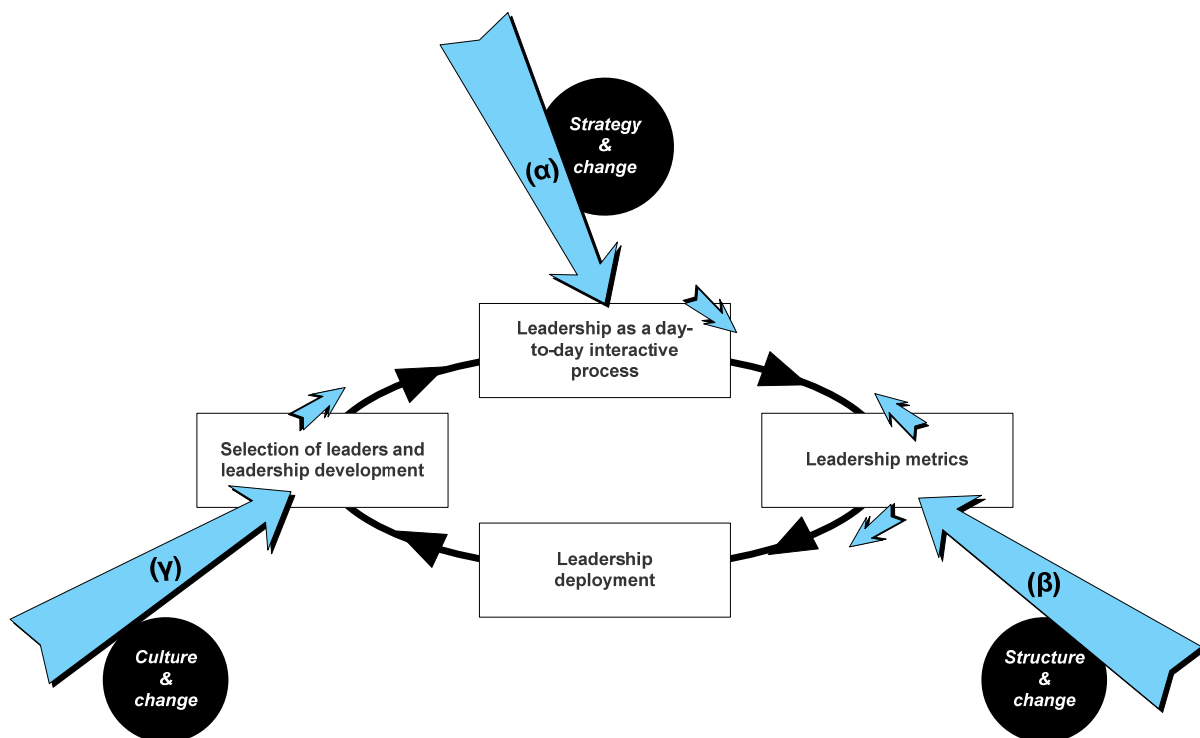 Strategy
&
change
(α)
Leadership as a day-
to-day interactive
process
Selection of leaders and
leadership development
Leadership metrics
Leadership
deployment
(γ)
(β)
Culture
&
change
Structure
&
change